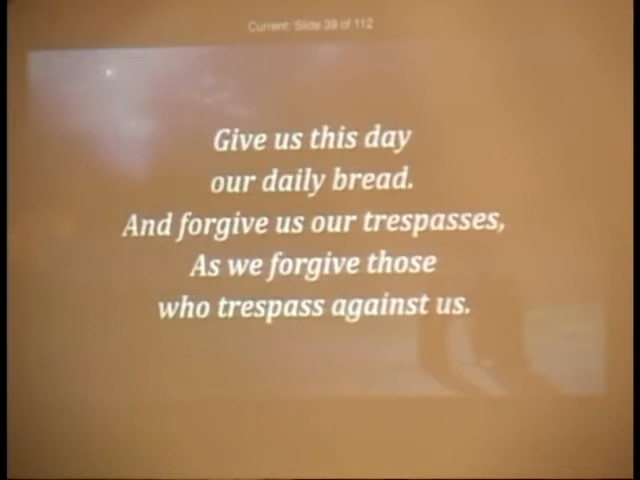 Current: Slide 39 of 112
Give us this day
our daily bread.
And forgive us our trespasses,
As we forgive those
who trespass against us.